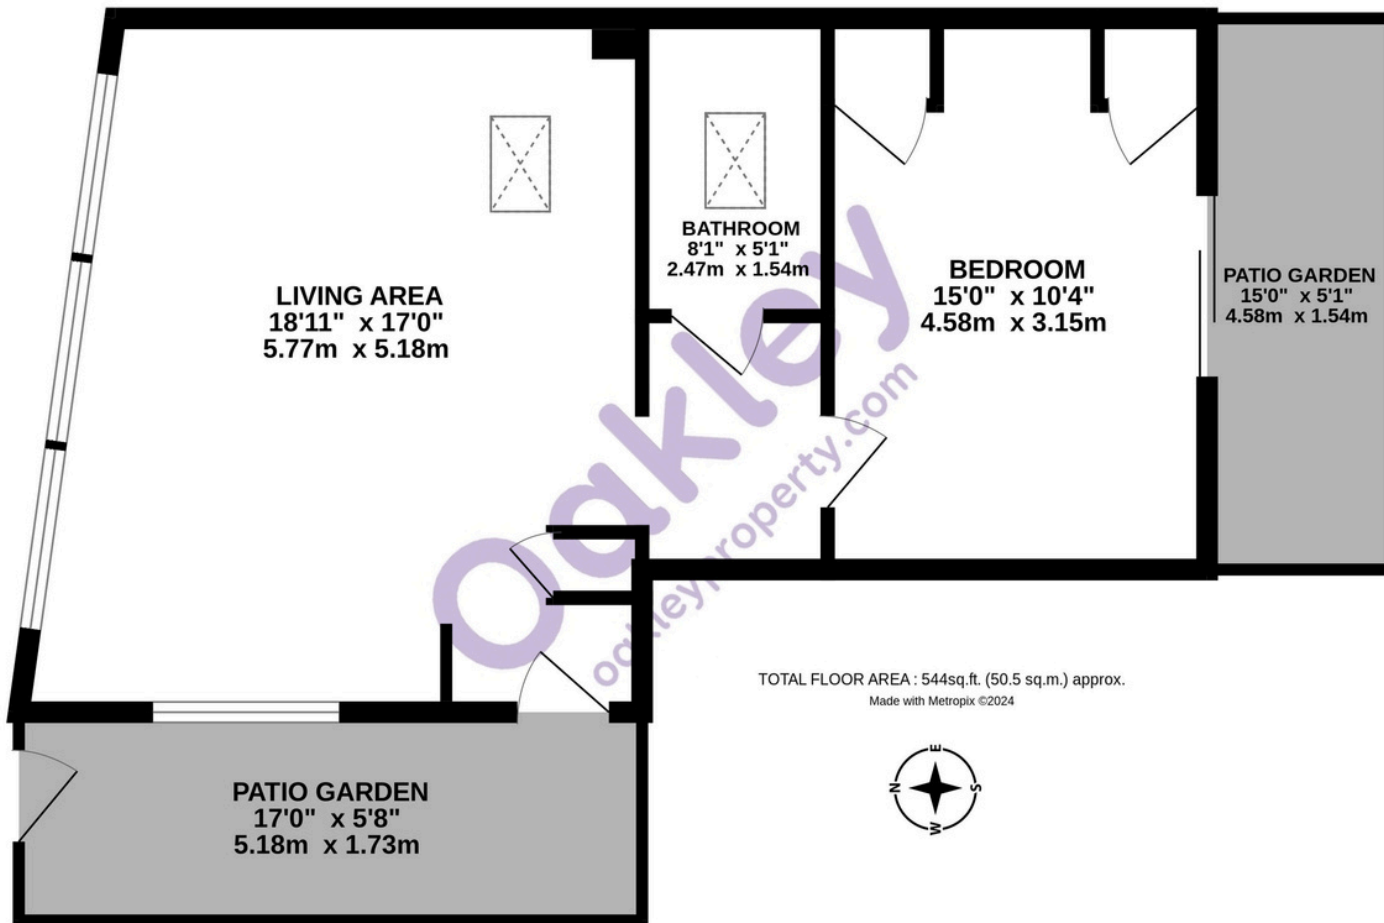 LIVING AREA
18'11" x 17'0"
5.77m x 5.18m
BATHROOM
8'1" x 5'1"
2.47m x 1.54m
BEDROOM
15'0" x 10'4"
4.58m x 3.15m
PATIO GARDEN
15'0" x 5'1"
4.58m x 1.54m
Oakley
oakleyproperty.com
TOTAL FLOOR AREA : 544sq.ft. (50.5 sq.m.) approx.
Made with Metropix ©2024
E
N
S
W
PATIO GARDEN
17'0" x 5'8"
5.18m x 1.73m